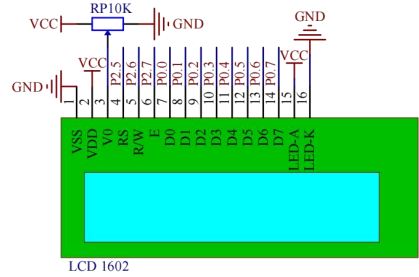 RP10K
VCC
GND
GND
VCC
VCC
GND
P2.5
P2.6
P2.7
P0.0
P0.1
P0.2
P0.3
P0.4
P0.5
P0.6
P0.7
1 2 3 4 5 6 7 8 9 10 11 12 13 14 15 16
VSS
VDD
V0
RS
R/W
E
D0
D1
D2
D3
D4
D5
D6
D7
LED-A
LED-K
LCD 1602